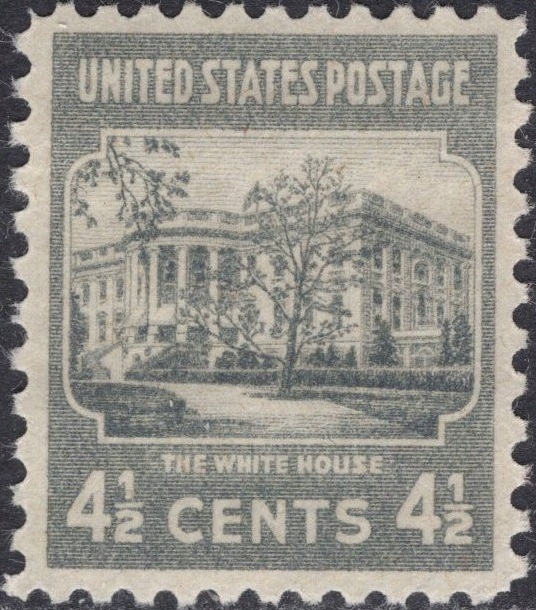 UNITED STATES POSTAGE
THE WHITE HOUSE
4½ CENTS 4½